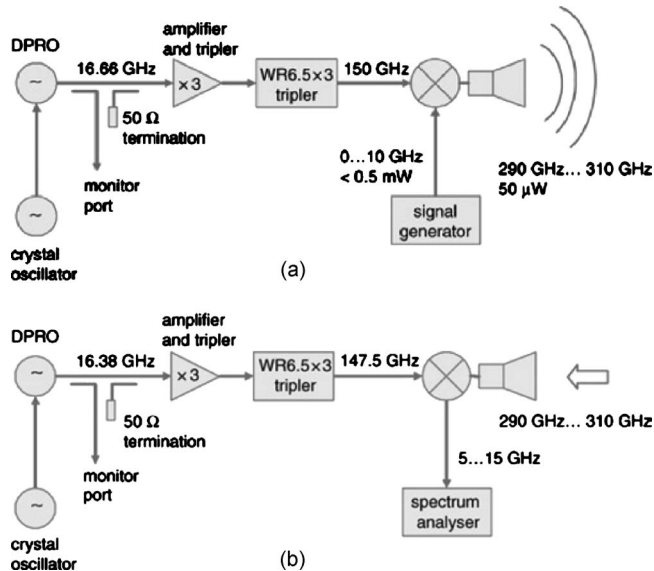 DPRO
16.66 GHz
amplifier
and tripler
×3
WR6.5×3
tripler
150 GHz
~
50 Ω
termination
monitor
port
~
crystal
oscillator
0...10 GHz
< 0.5 mW
signal
generator
290 GHz... 310 GHz
50 µW
(a)
DPRO
16.38 GHz
amplifier
and tripler
×3
WR6.5×3
tripler
147.5 GHz
~
50 Ω
termination
monitor
port
~
crystal
oscillator
290 GHz... 310 GHz
5...15 GHz
spectrum
analyser
(b)